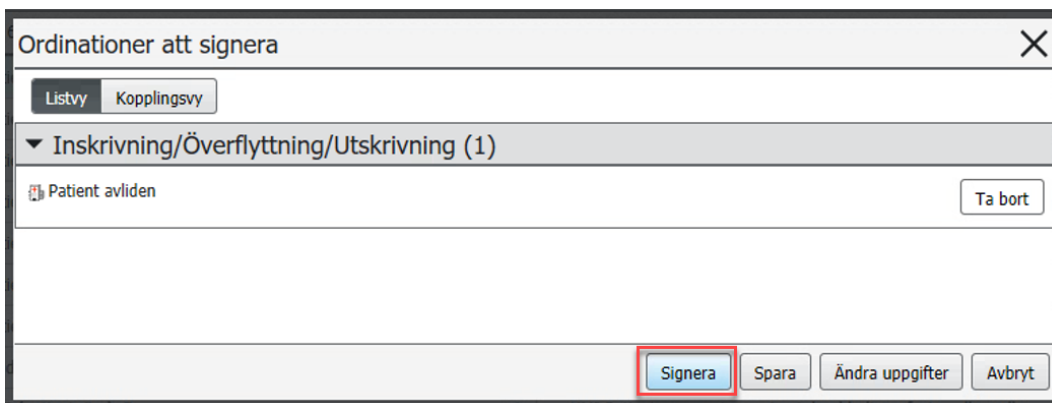 Ordinationer att signera
Listvy Kopplingsvy
Inskrivning/Överflyttning/Utskrivning (1)
Patient avliden Ta bort
Signera Spara Ändra uppgifter Avbryt